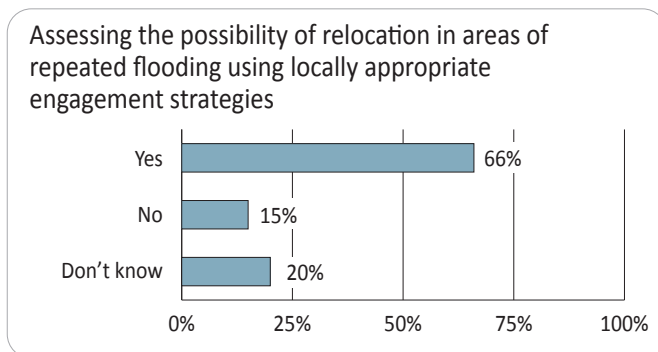 Assessing the possibility of relocation in areas of
repeated flooding using locally appropriate
engagement strategies
Yes 66%
No 15%
Don't know 20%
0% 25% 50% 75% 100%